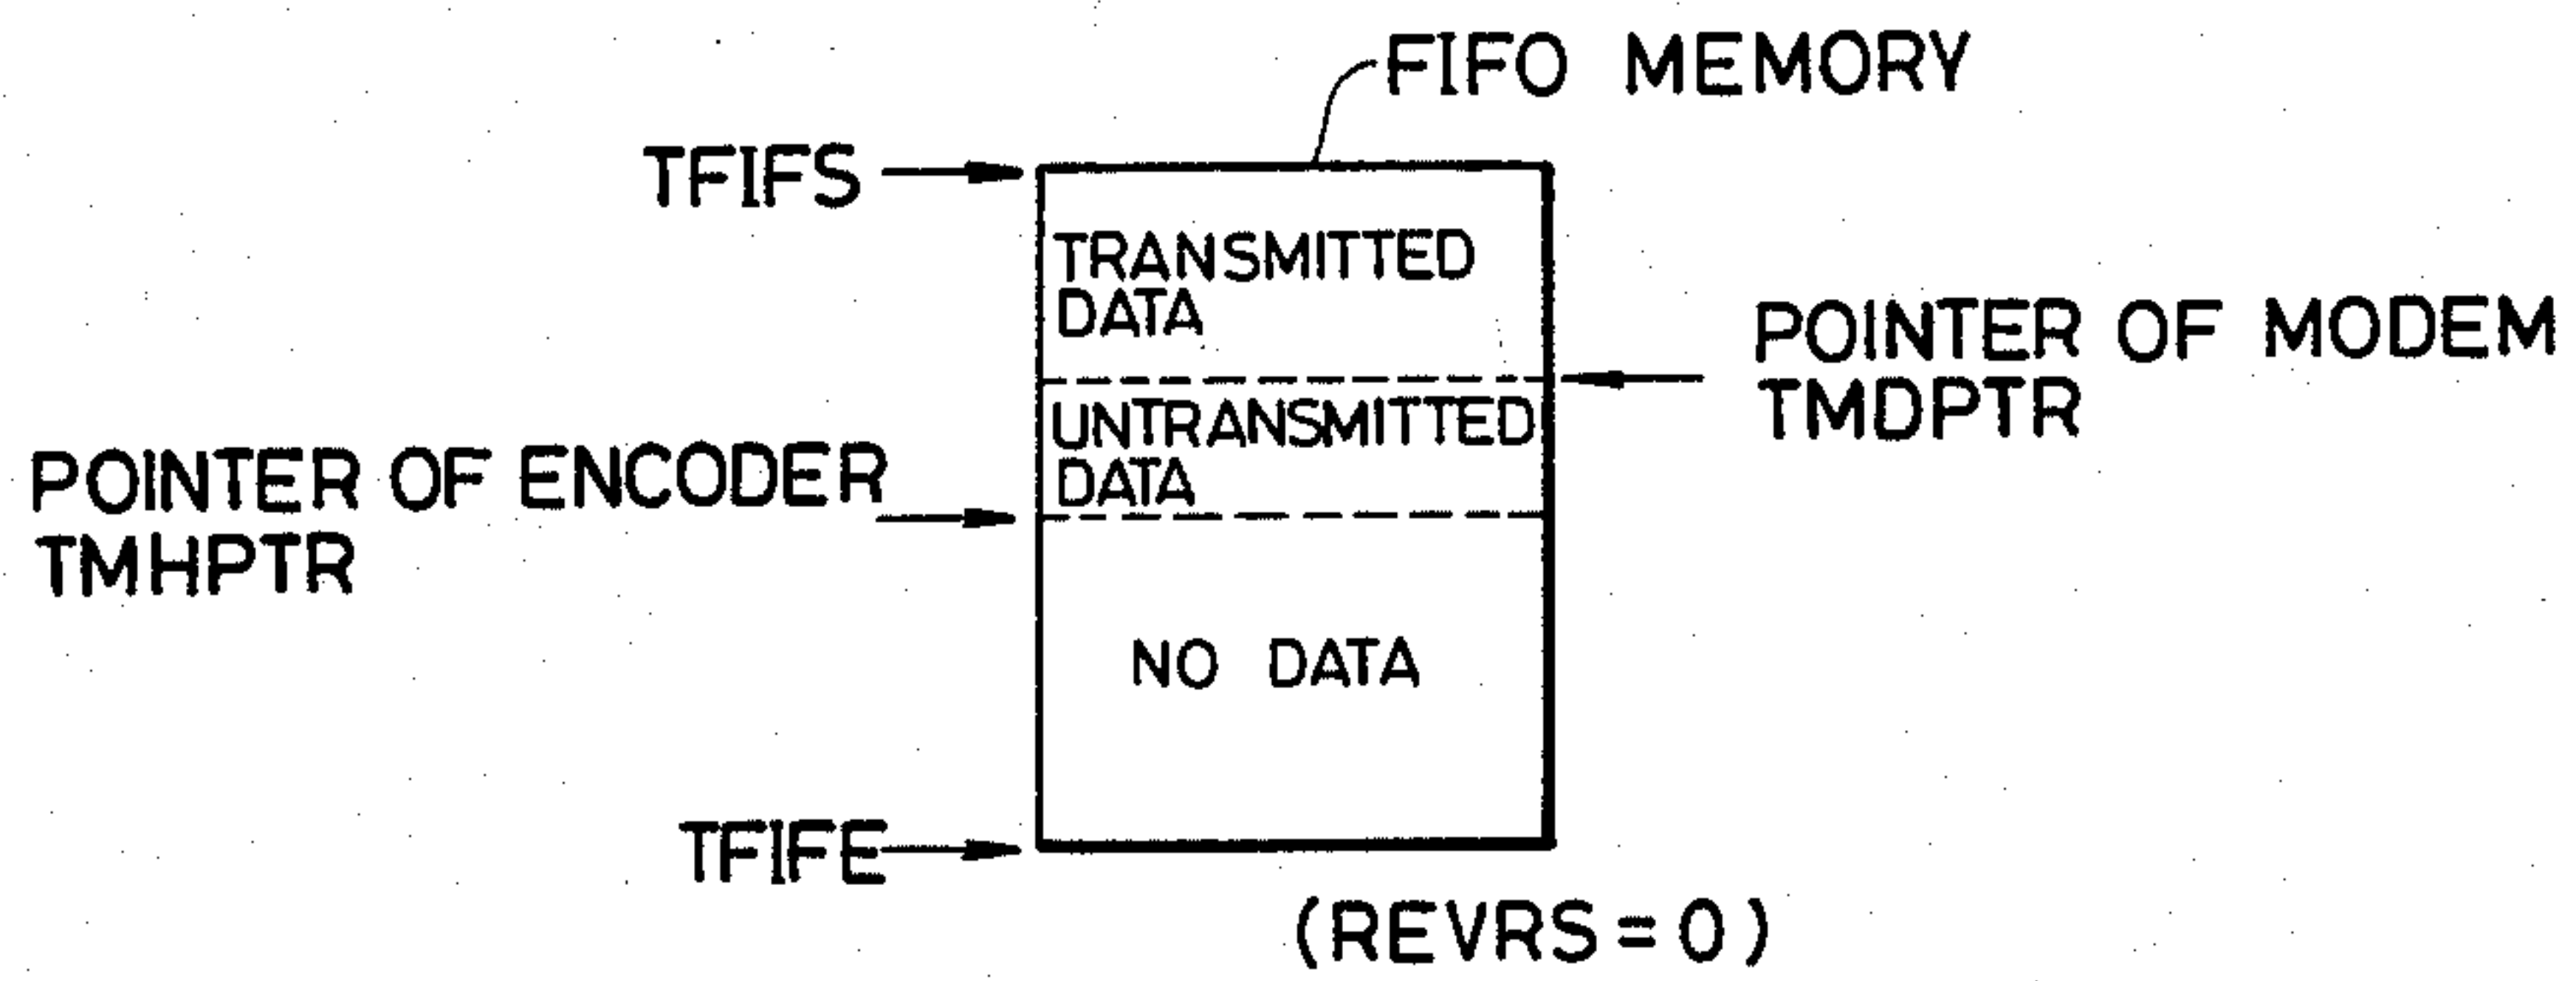 FIFO MEMORY
TFIFS
TRANSMITTED
DATA
POINTER OF MODEM
TMDPTR
UNTRANSMITTED
DATA
POINTER OF ENCODER
TMHPTR
NO DATA
TFIFE
(REVRS=0)